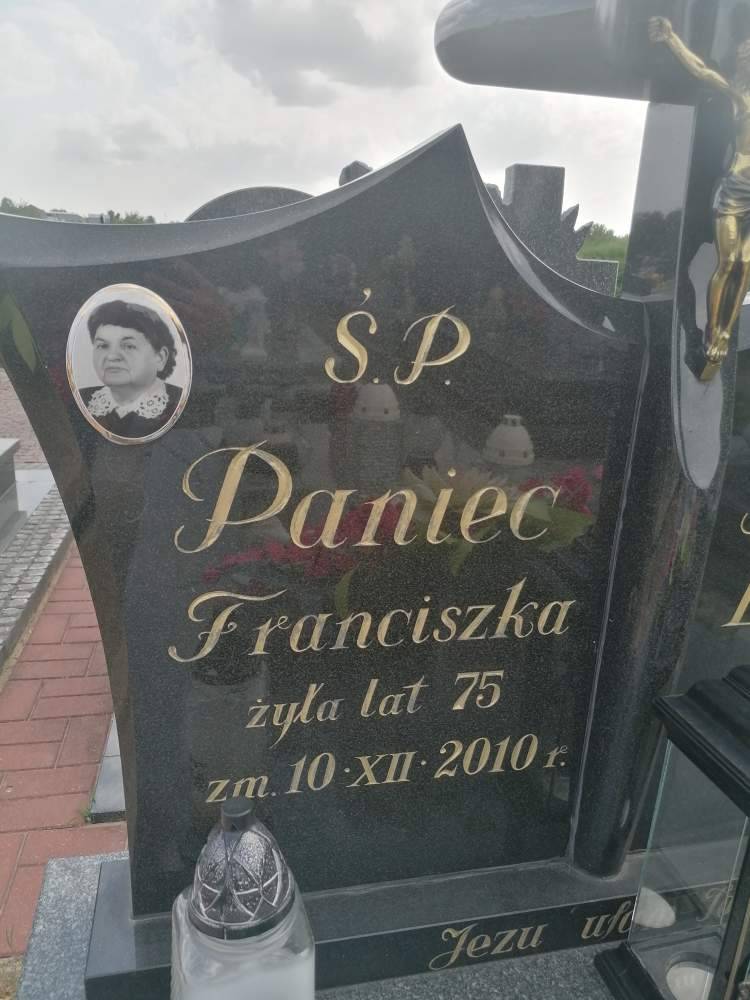 Ś.P.
Paniec
Franciszka
żyła lat 75
zm. 10·XII·2010 r.
Jezu